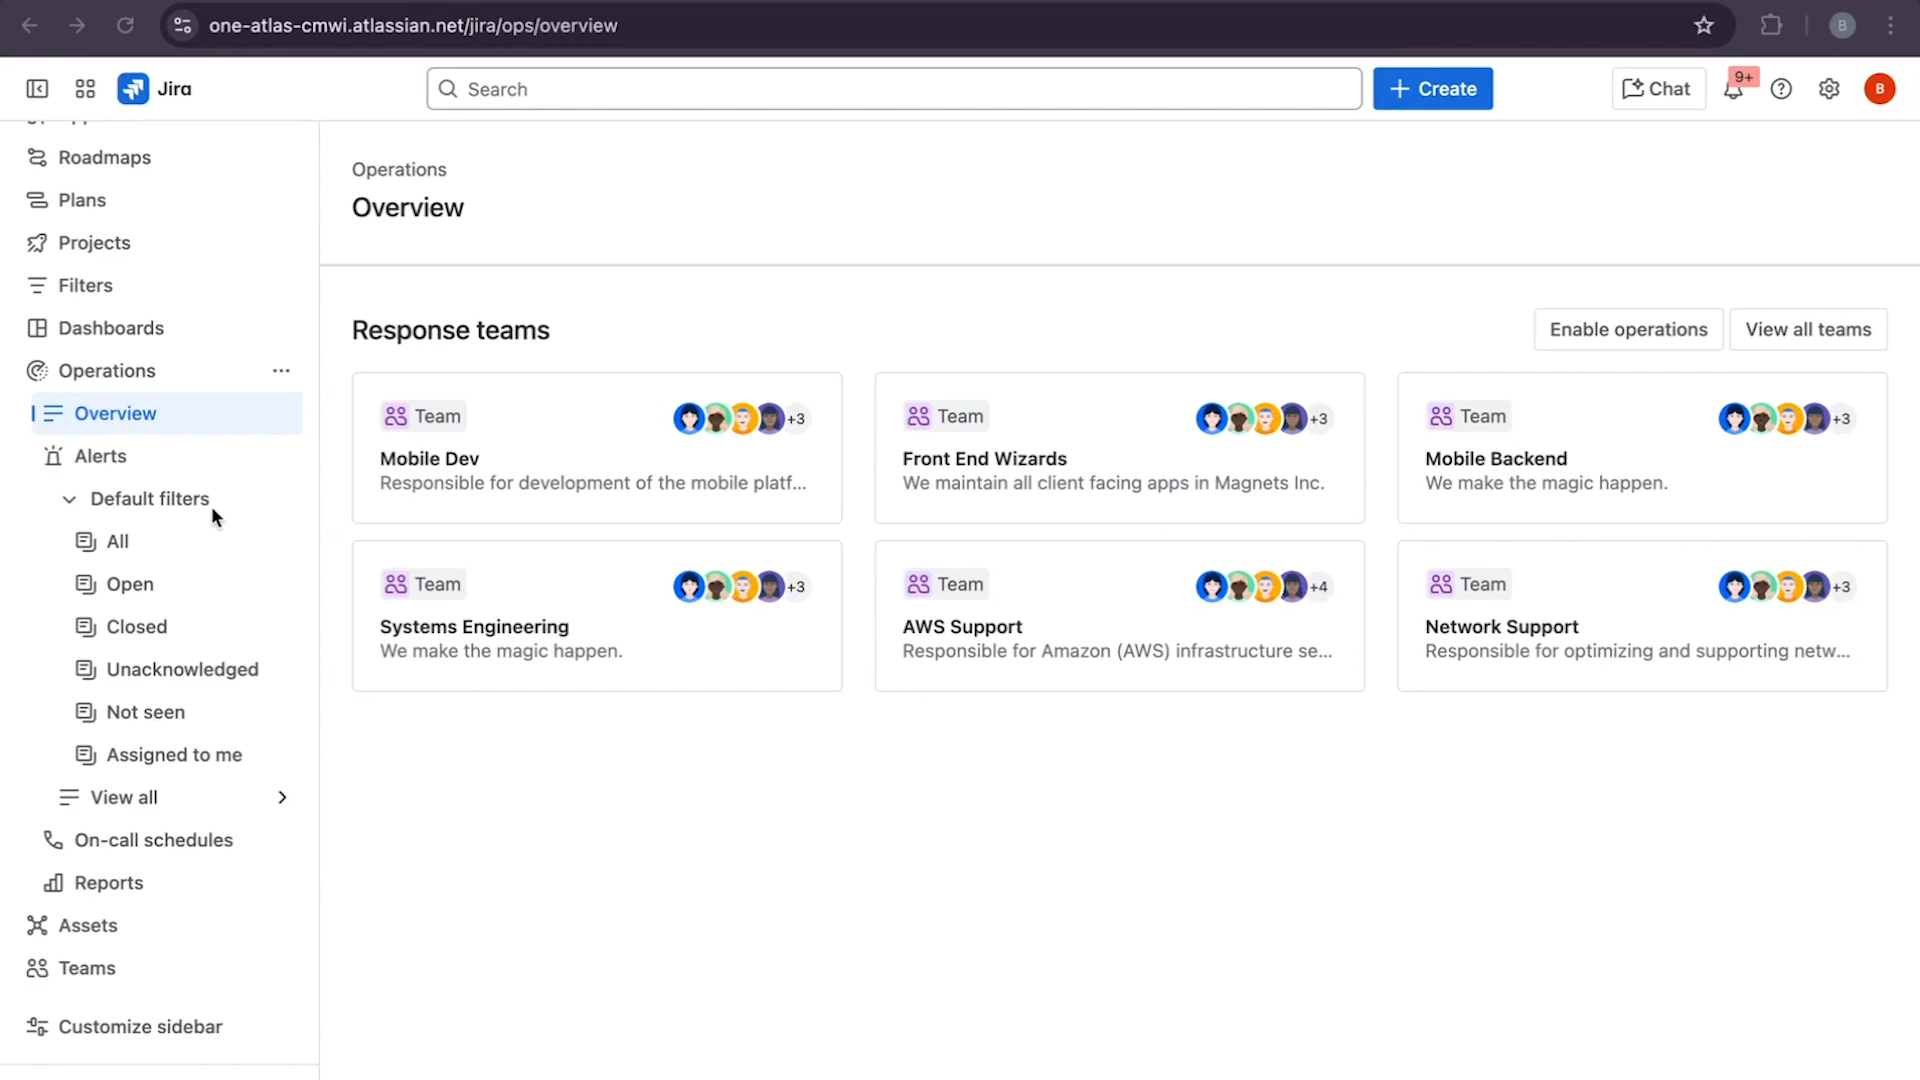 one-atlas-cmwi.atlassian.net/jira/ops/overview
B
Jira
Search
Create
Chat
9+
B
Roadmaps
Plans
Projects
Filters
Dashboards
Operations
Overview
Alerts
Default filters
All
Open
Closed
Unacknowledged
Not seen
Assigned to me
View all
On-call schedules
Reports
Assets
Teams
Customize sidebar
Operations
Overview
Response teams
Enable operations
View all teams
Team
+3
Mobile Dev
Responsible for development of the mobile platf...
Team
+3
Front End Wizards
We maintain all client facing apps in Magnets Inc.
Team
+3
Mobile Backend
We make the magic happen.
Team
+3
Systems Engineering
We make the magic happen.
Team
+4
AWS Support
Responsible for Amazon (AWS) infrastructure se...
Team
+3
Network Support
Responsible for optimizing and supporting netw...